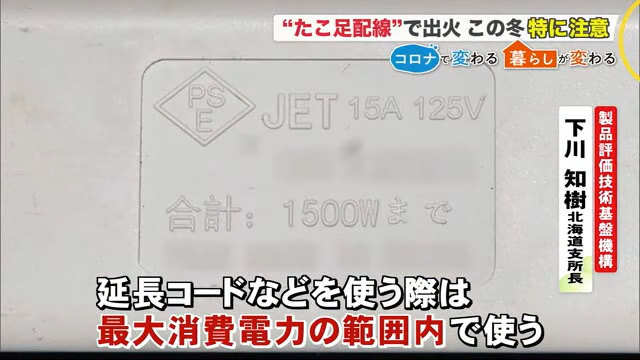 “たこ足配線”で出火 この冬 特に注意
コロナで変わる 暮らしが変わる
PS
E
JET 15A 125V
合計: 1500Wまで
製品評価技術基盤機構
下川 知樹 北海道支所長
延長コードなどを使う際は
最大消費電力の範囲内で使う